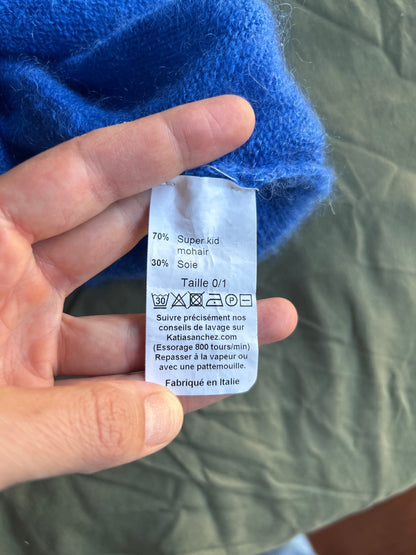 70% Super kid
mohair
30% Soie
Taille 0/1
30 P
Suivre précisément nos
conseils de lavage sur
Katiasanchez.com
(Essorage 800 tours/min)
Repasser à la vapeur ou
avec une pattemouille.
Fabriqué en Italie